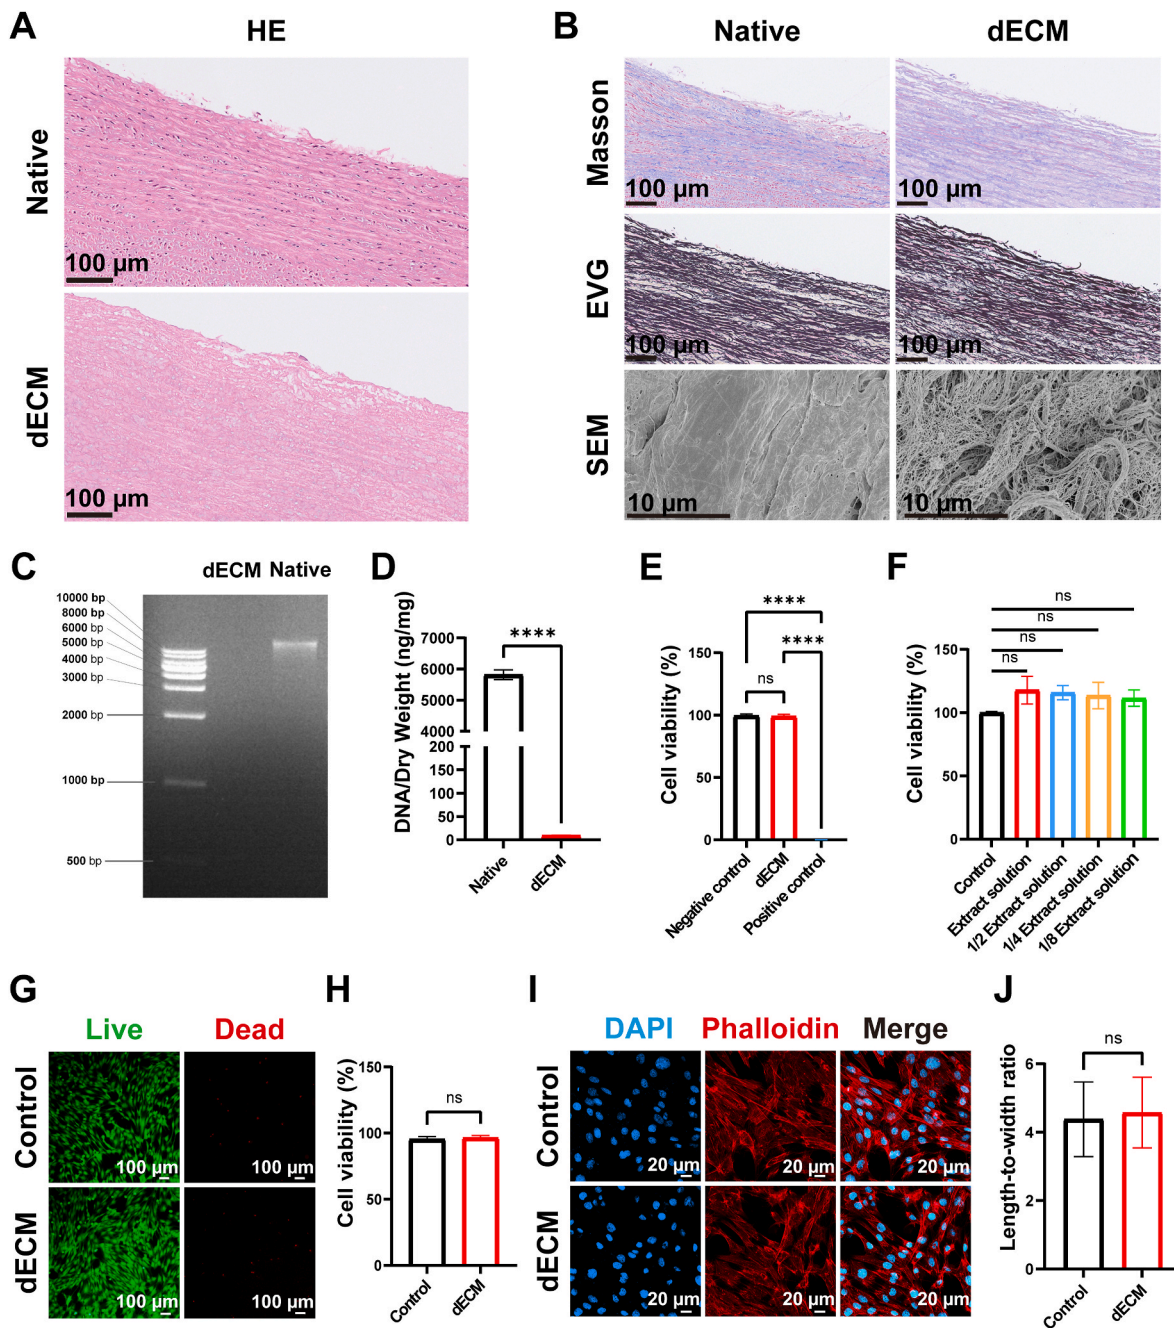 A
HE
Native
100 µm
dECM
100 µm
B
Native
dECM
Masson
100 µm
100 µm
EVG
100 µm
100 µm
SEM
10 µm
10 µm
C
dECM Native
10000 bp
8000 bp
6000 bp
5000 bp
4000 bp
3000 bp
2000 bp
1000 bp
500 bp
D
DNA/Dry Weight (ng/mg)
7000
6000
5000
4000
200
150
100
50
0
****
Native
dECM
E
Cell viability (%)
150
100
50
0
****
****
ns
Negative control
dECM
Positive control
F
Cell viability (%)
150
100
50
0
ns
ns
ns
ns
Control
Extract solution
1/2 Extract solution
1/4 Extract solution
1/8 Extract solution
G
Live
Dead
Control
100 µm
100 µm
dECM
100 µm
100 µm
H
Cell viability (%)
150
100
50
0
ns
Control
dECM
I
DAPI
Phalloidin
Merge
Control
20 µm
20 µm
20 µm
dECM
20 µm
20 µm
20 µm
J
Length-to-width ratio
6
4
2
0
ns
Control
dECM